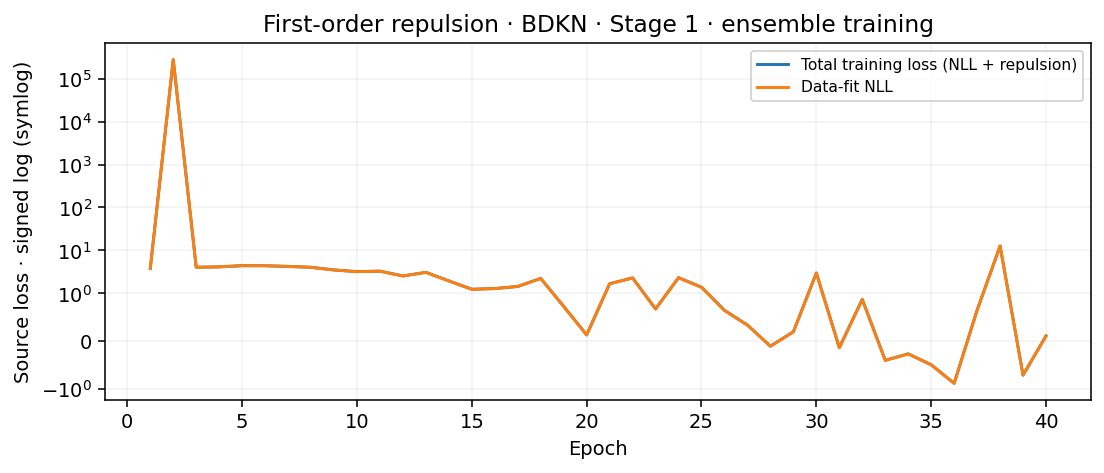 First-order repulsion · BDKN · Stage 1 · ensemble training
Total training loss (NLL + repulsion)
Data-fit NLL
Source loss · signed log (symlog)
10⁵
10⁴
10³
10²
10¹
10⁰
0
−10⁰
0 5 10 15 20 25 30 35 40
Epoch